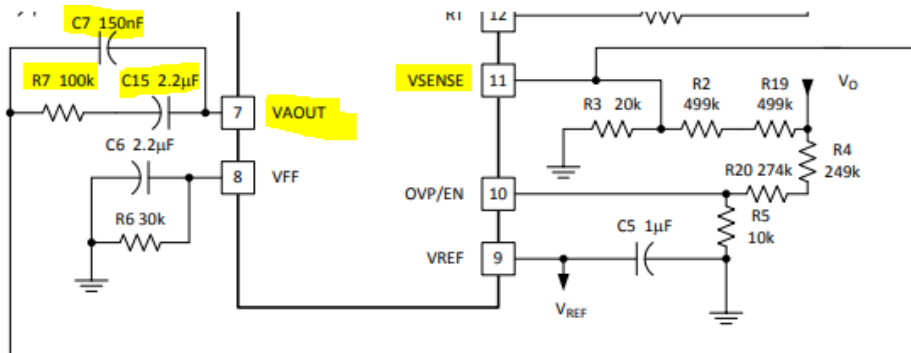 C7 150nF
R7 100k
C15 2.2µF
7
VAOUT
C6 2.2µF
8
VFF
R6 30k
RT
12
VSENSE
11
R3 20k
R2
499k
R19
499k
VO
R4
249k
R20 274k
OVP/EN
10
R5
10k
C5 1µF
VREF
9
VREF